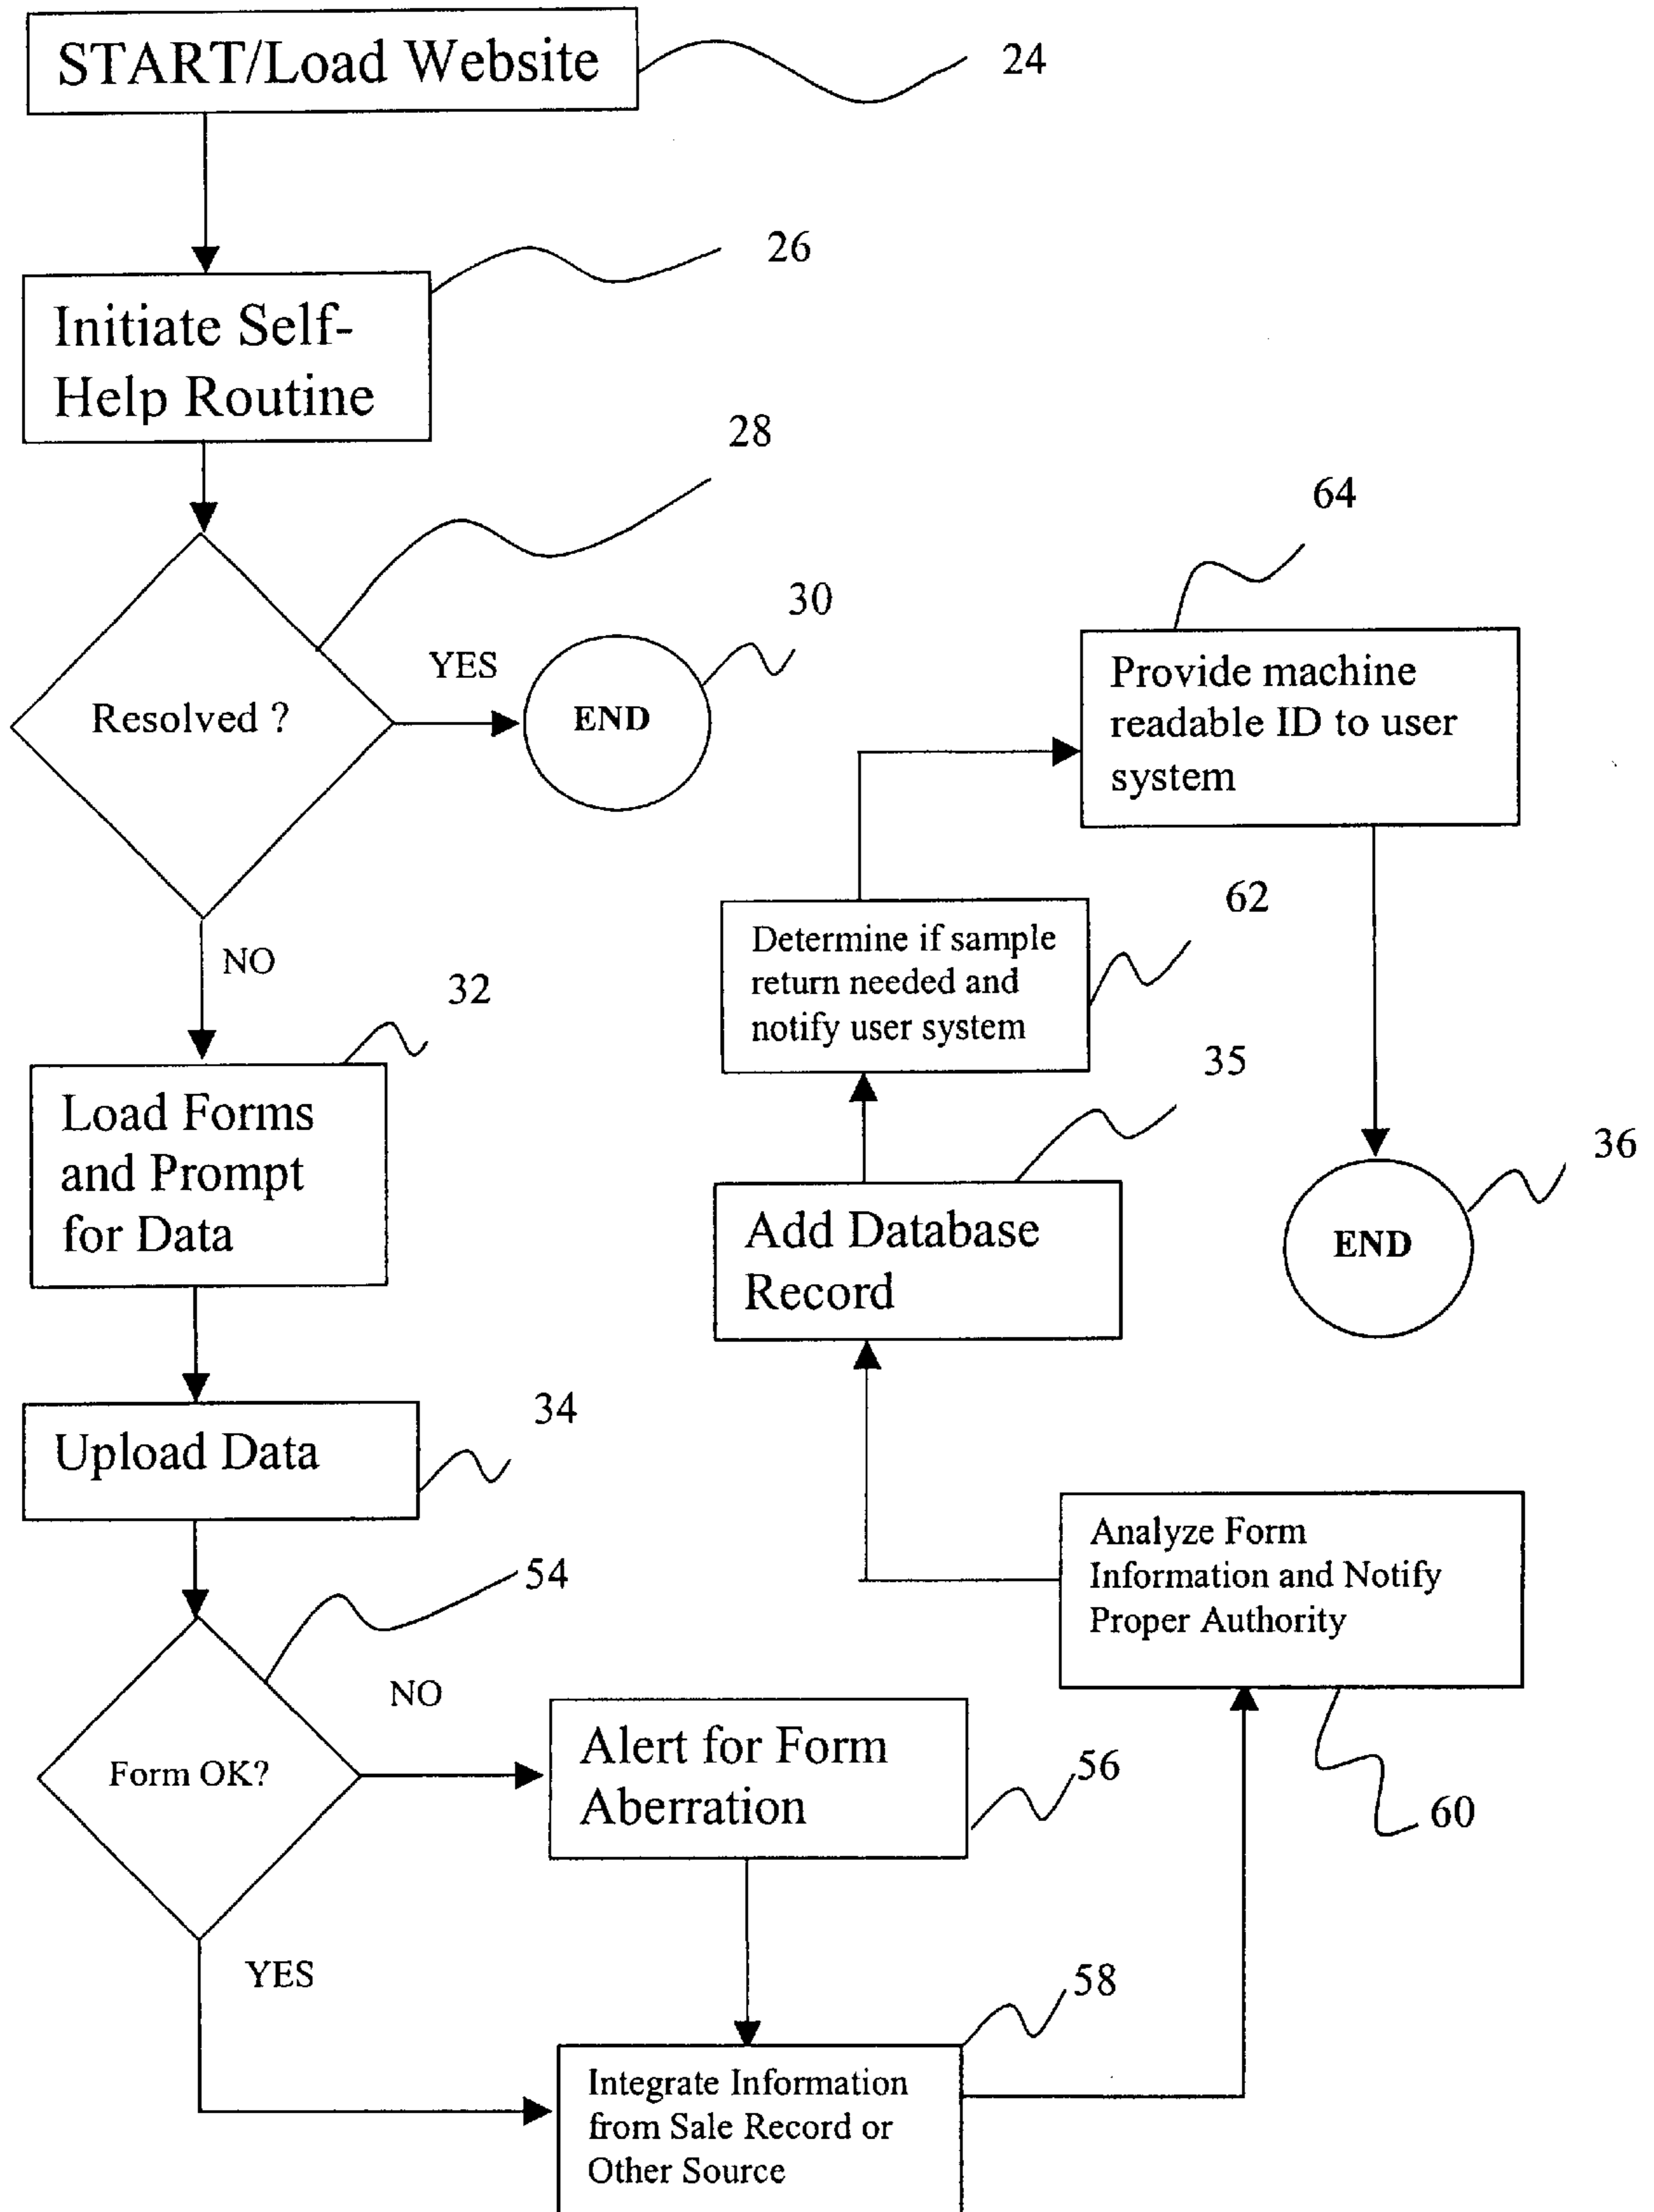 START/Load Website
24
26
Initiate Self-
Help Routine
28
Resolved ?
YES
30
END
NO
32
Load Forms
and Prompt
for Data
34
Upload Data
54
Form OK?
NO
Alert for Form
Aberration
56
YES
58
Integrate Information
from Sale Record or
Other Source
Analyze Form
Information and Notify
Proper Authority
60
35
Add Database
Record
62
Determine if sample
return needed and
notify user system
64
Provide machine
readable ID to user
system
36
END